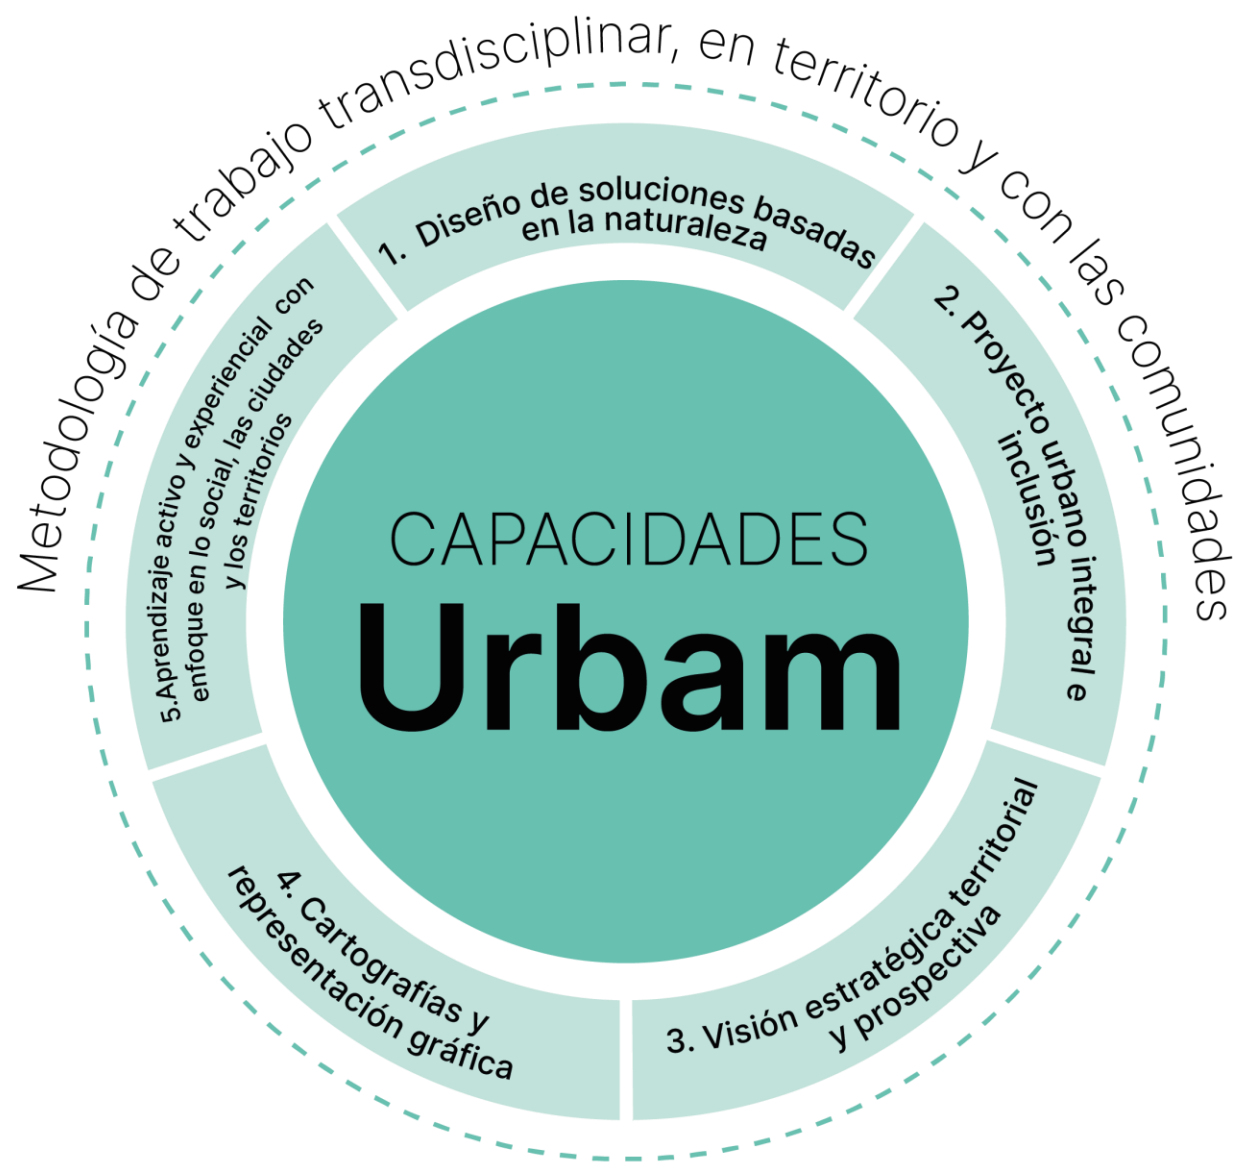 Metodología de trabajo transdisciplinar, en territorio y con las comunidades
1. Diseño de soluciones basadas
en la naturaleza
2. Proyecto urbano integral e
inclusión
3. Visión estratégica territorial
y prospectiva
4. Cartografías y
representación gráfica
5.Aprendizaje activo y experiencial con
enfoque en lo social, las ciudades
y los territorios
CAPACIDADES
Urbam